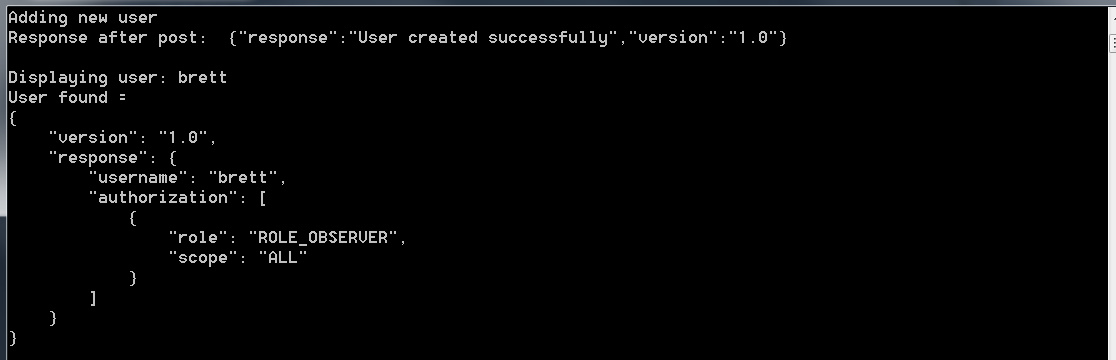 Adding new user
Response after post:  {"response":"User created successfully","version":"1.0"}

Displaying user: brett
User found =
{
    "version": "1.0",
    "response": {
        "username": "brett",
        "authorization": [
            {
                "role": "ROLE_OBSERVER",
                "scope": "ALL"
            }
        ]
    }
}